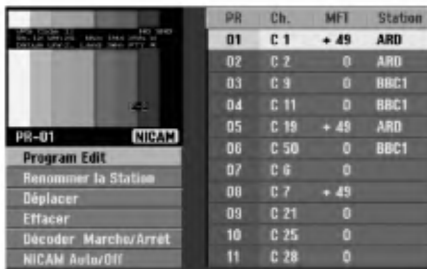 PR-01 NICAM
Program Edit
Renommer la Station
Déplacer
Effacer
Décoder Marche/Arrêt
NICAM Auto/Off
PR Ch. MFT Station
01 C 1 + 49 ARD
02 C 2 0 ARD
03 C 9 0 BBC1
04 C 11 0 BBC1
05 C 19 + 49 ARD
06 C 50 0 BBC1
07 C 6 0
08 C 7 + 49
09 C 21 0
10 C 25 0
11 C 28 0